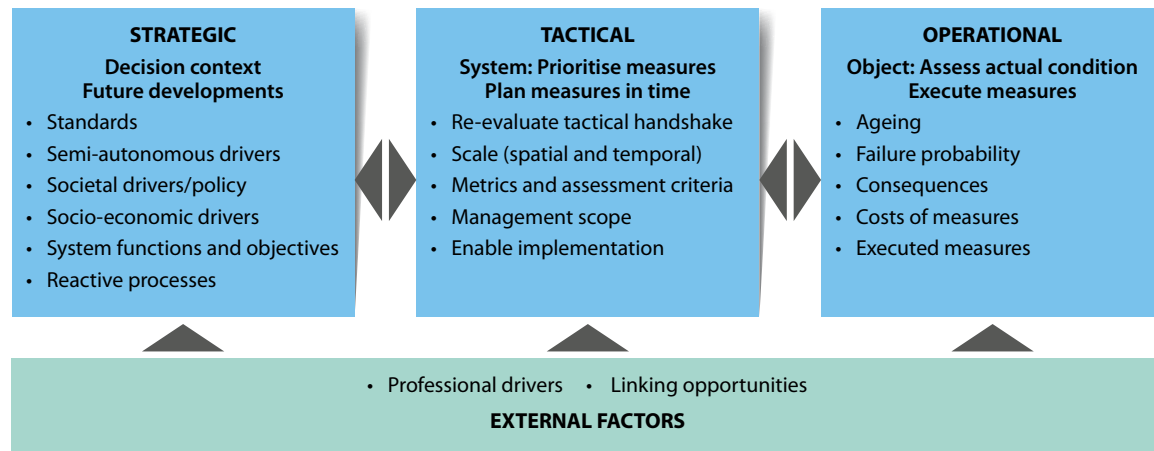 STRATEGIC
Decision context
Future developments
• Standards
• Semi-autonomous drivers
• Societal drivers/policy
• Socio-economic drivers
• System functions and objectives
• Reactive processes
TACTICAL
System: Prioritise measures
Plan measures in time
• Re-evaluate tactical handshake
• Scale (spatial and temporal)
• Metrics and assessment criteria
• Management scope
• Enable implementation
OPERATIONAL
Object: Assess actual condition
Execute measures
• Ageing
• Failure probability
• Consequences
• Costs of measures
• Executed measures
• Professional drivers • Linking opportunities
EXTERNAL FACTORS